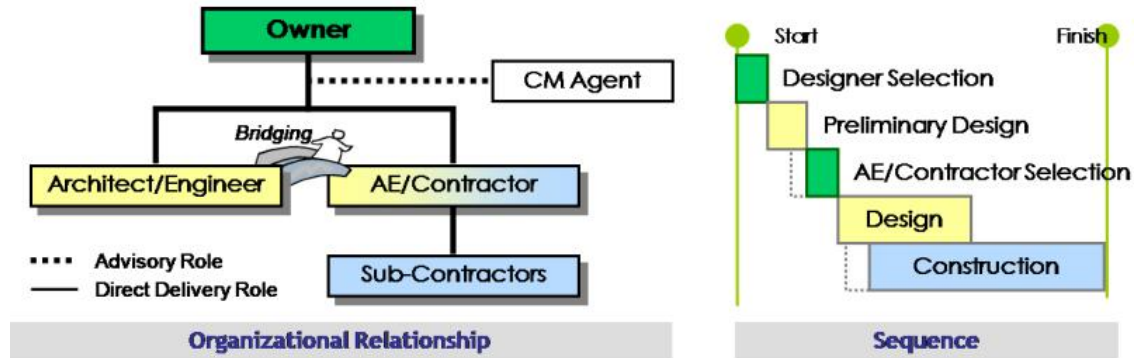 Owner
CM Agent
Bridging
Architect/Engineer
AE/Contractor
Sub-Contractors
Advisory Role
Direct Delivery Role
Organizational Relationship
Start
Finish
Designer Selection
Preliminary Design
AE/Contractor Selection
Design
Construction
Sequence